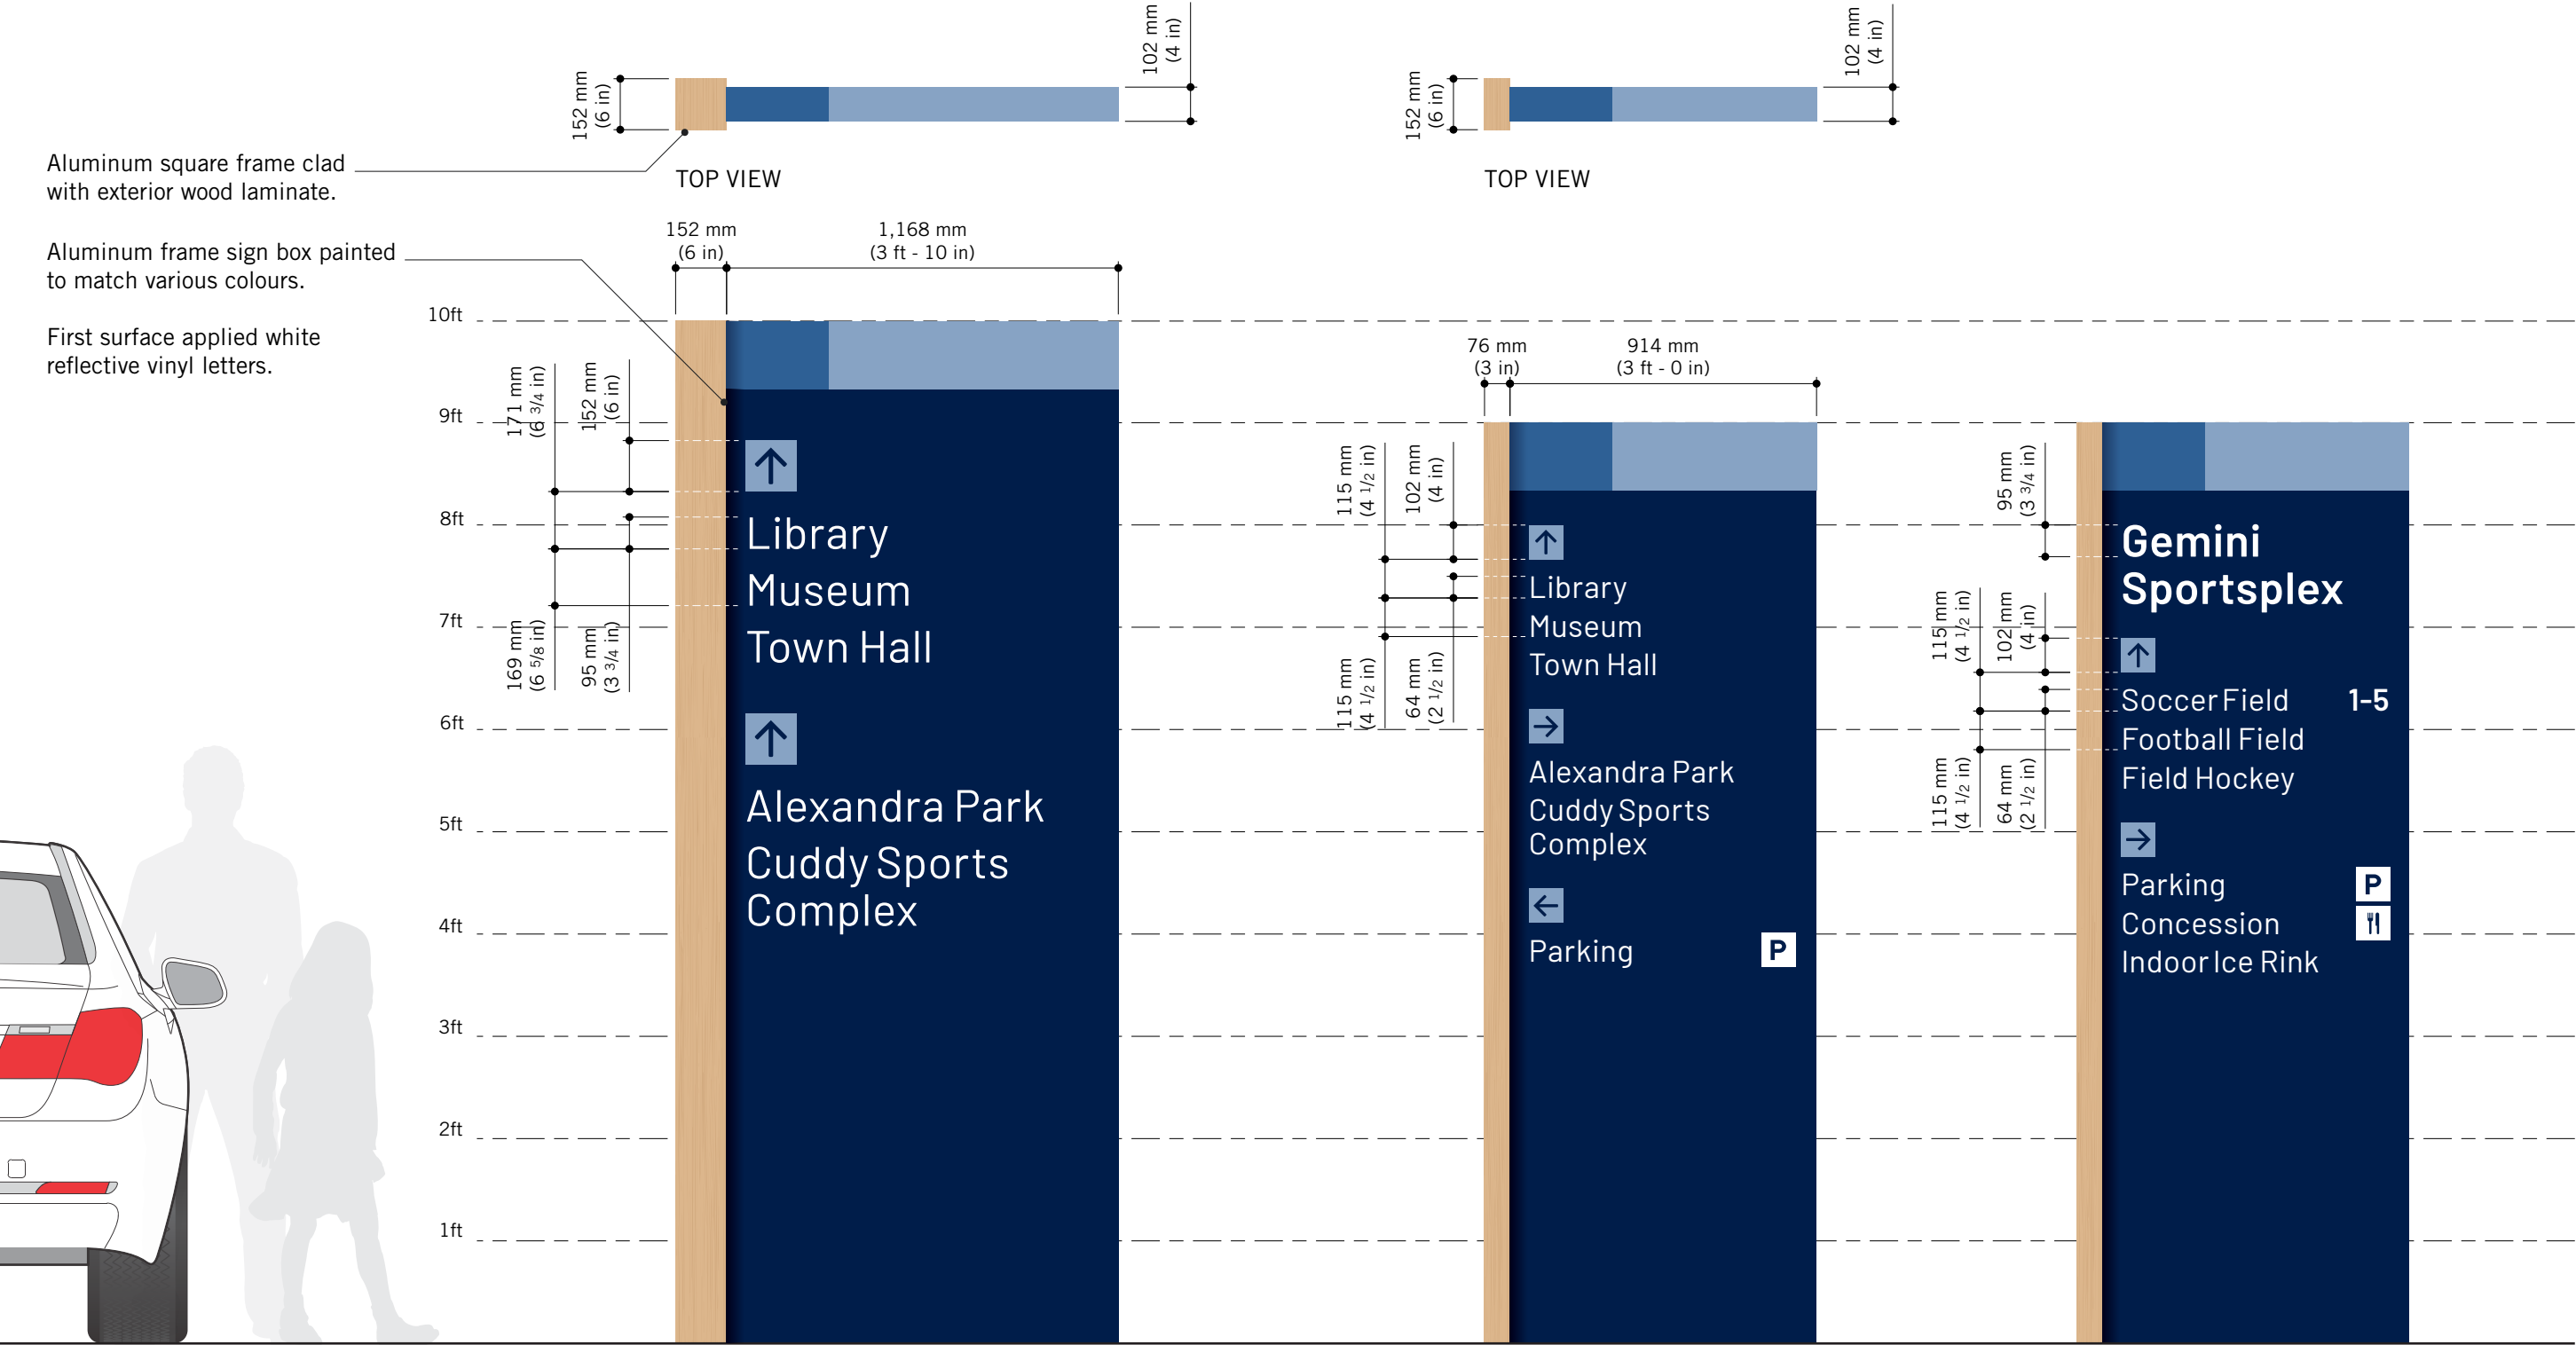 152 mm
(6 in)
102 mm
(4 in)
152 mm
(6 in)
102 mm
(4 in)
Aluminum square frame clad
with exterior wood laminate.
TOP VIEW
TOP VIEW
Aluminum frame sign box painted
to match various colours.
First surface applied white
reflective vinyl letters.
152 mm
(6 in)
1,168 mm
(3 ft - 10 in)
76 mm
(3 in)
914 mm
(3 ft - 0 in)
10ft
9ft
8ft
7ft
6ft
5ft
4ft
3ft
2ft
1ft
171 mm
(6 3/4 in)
152 mm
(6 in)
169 mm
(6 5/8 in)
95 mm
(3 3/4 in)
Library
Museum
Town Hall
Alexandra Park
Cuddy Sports
Complex
115 mm
(4 1/2 in)
102 mm
(4 in)
115 mm
(4 1/2 in)
64 mm
(2 1/2 in)
Library
Museum
Town Hall
Alexandra Park
Cuddy Sports
Complex
Parking P
95 mm
(3 3/4 in)
115 mm
(4 1/2 in)
102 mm
(4 in)
115 mm
(4 1/2 in)
64 mm
(2 1/2 in)
Gemini
Sportsplex
Soccer Field 1-5
Football Field
Field Hockey
Parking P
Concession
Indoor Ice Rink